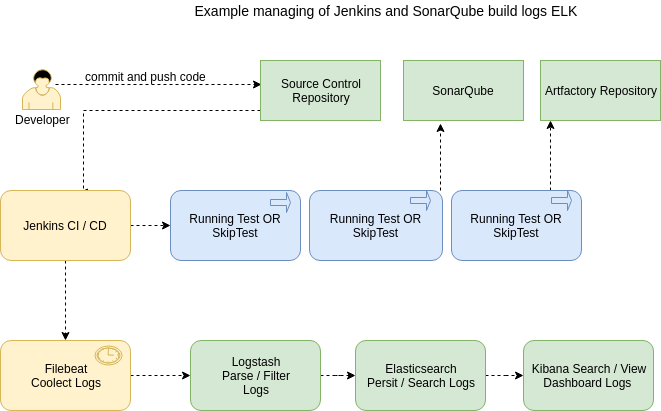 Example managing of Jenkins and SonarQube build logs ELK
commit and push code
Developer
Source Control
Repository
SonarQube
Artfactory Repository
Jenkins CI / CD
Running Test OR
SkipTest
Running Test OR
SkipTest
Running Test OR
SkipTest
Filebeat
Coolect Logs
Logstash
Parse / Filter
Logs
Elasticsearch
Persit / Search Logs
Kibana Search / View
Dashboard Logs